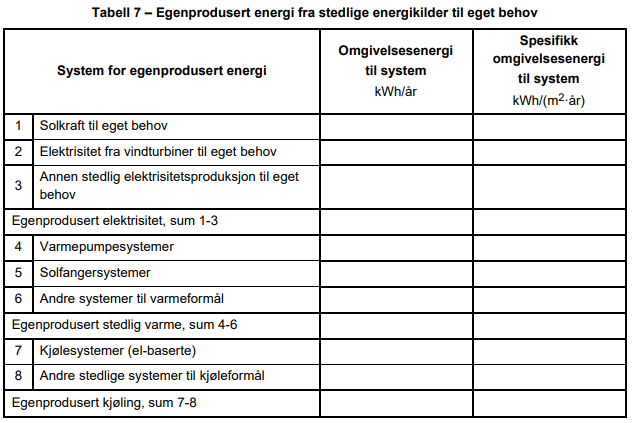 Tabell 7 – Egenprodusert energi fra stedlige energikilder til eget behov
System for egenprodusert energi
Omgivelsesenergi
til system
kWh/år
Spesifikk
omgivelsesenergi
til system
kWh/(m2·år)
1 Solkraft til eget behov
2 Elektrisitet fra vindturbiner til eget behov
3 Annen stedlig elektrisitetsproduksjon til eget
behov
Egenprodusert elektrisitet, sum 1-3
4 Varmepumpesystemer
5 Solfangersystemer
6 Andre systemer til varmeformål
Egenprodusert stedlig varme, sum 4-6
7 Kjølesystemer (el-baserte)
8 Andre stedlige systemer til kjøleformål
Egenprodusert kjøling, sum 7-8